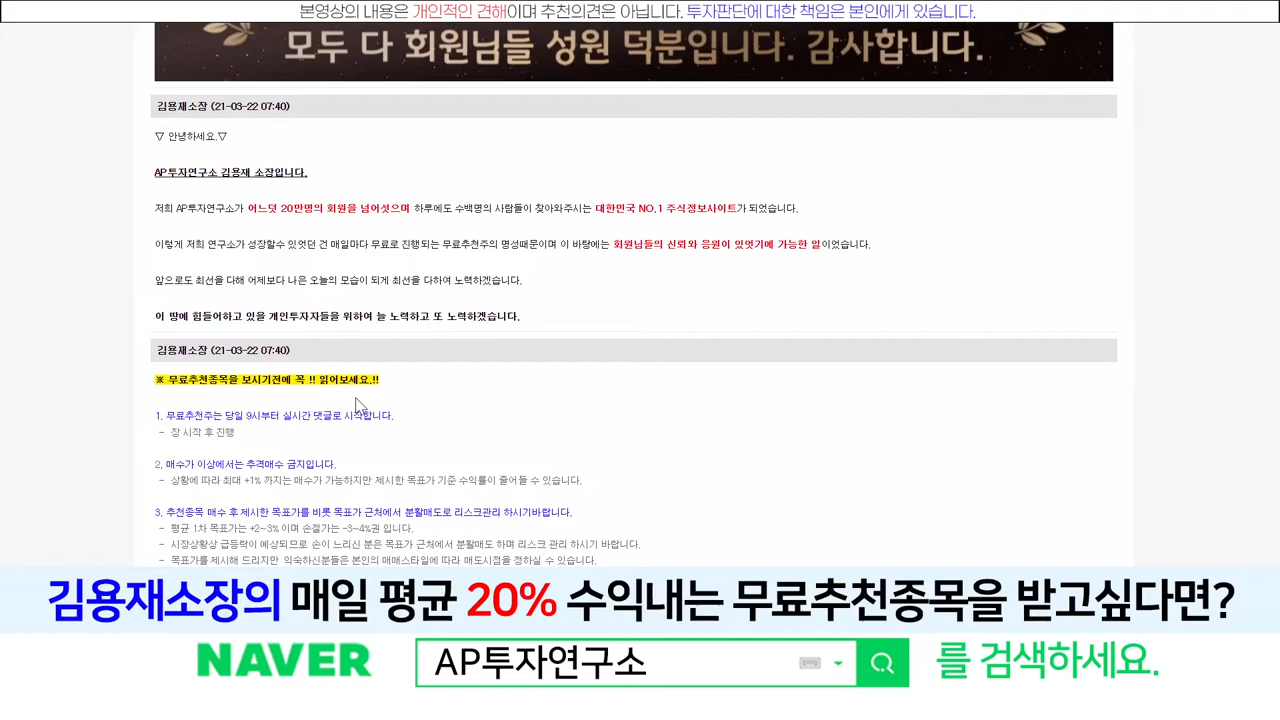 본영상의 내용은 개인적인 견해이며 추천의견은 아닙니다. 투자판단에 대한 책임은 본인에게 있습니다.
모두 다 회원님들 성원 덕분입니다. 감사합니다.
김용재소장 (21-03-22 07:40)
▽ 안녕하세요.▽
AP투자연구소 김용재 소장입니다.
저희 AP투자연구소가 어느덧 20만명의 회원을 넘어섯으며 하루에도 수백명의 사람들이 찾아와주시는 대한민국 NO.1 주식정보사이트가 되었습니다.
이렇게 저희 연구소가 성장할수 있엇던 건 매일마다 무료로 진행되는 무료추천주의 명성때문이며 이 바탕에는 회원님들의 신뢰와 응원이 있엇기에 가능한 일이었습니다.
앞으로도 최선을 다해 어제보다 나은 오늘의 모습이 되게 최선을 다하여 노력하겠습니다.
이 땅에 힘들어하고 있을 개인투자자들을 위하여 늘 노력하고 또 노력하겠습니다.
김용재소장 (21-03-22 07:40)
※ 무료추천종목을 보시기전에 꼭 !! 읽어보세요.!!
1. 무료추천주는 당일 9시부터 실시간 댓글로 시작합니다.
- 장 시작 후 진행
2. 매수가 이상에서는 추격매수 금지입니다.
- 상황에 따라 최대 +1% 까지는 매수가 가능하지만 제시한 목표가 기준 수익률이 줄어들 수 있습니다.
3. 추천종목 매수 후 제시한 목표가를 비롯 목표가 근처에서 분활매도로 리스크관리 하시기바랍니다.
- 평균 1차 목표가는 +2~3% 이며 손절가는 -3~4%권 입니다.
- 시장상황상 급등락이 예상되므로 손이 느리신 분은 목표가 근처에서 분활매도 하며 리스크 관리 하시기 바랍니다.
- 목표가를 제시해 드리지만 익숙하신분들은 본인의 매매스타일에 따라 매도시점을 정하실 수 있습니다.
김용재소장의 매일 평균 20% 수익내는 무료추천종목을 받고싶다면?
NAVER AP투자연구소 를 검색하세요.